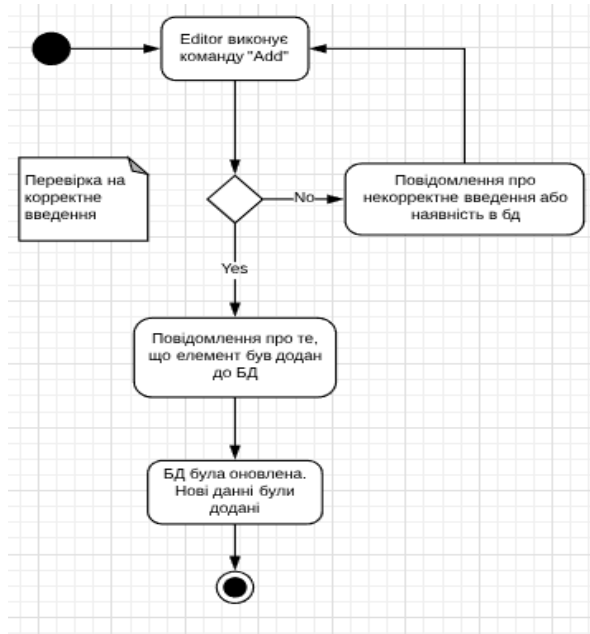 Editor виконує
команду "Add"
Перевірка на
корректне
введення
No
Повідомлення про
некорректне введення або
наявність в бд
Yes
Повідомлення про те,
що елемент був додан
до БД
БД була оновлена.
Нові данні були
додані